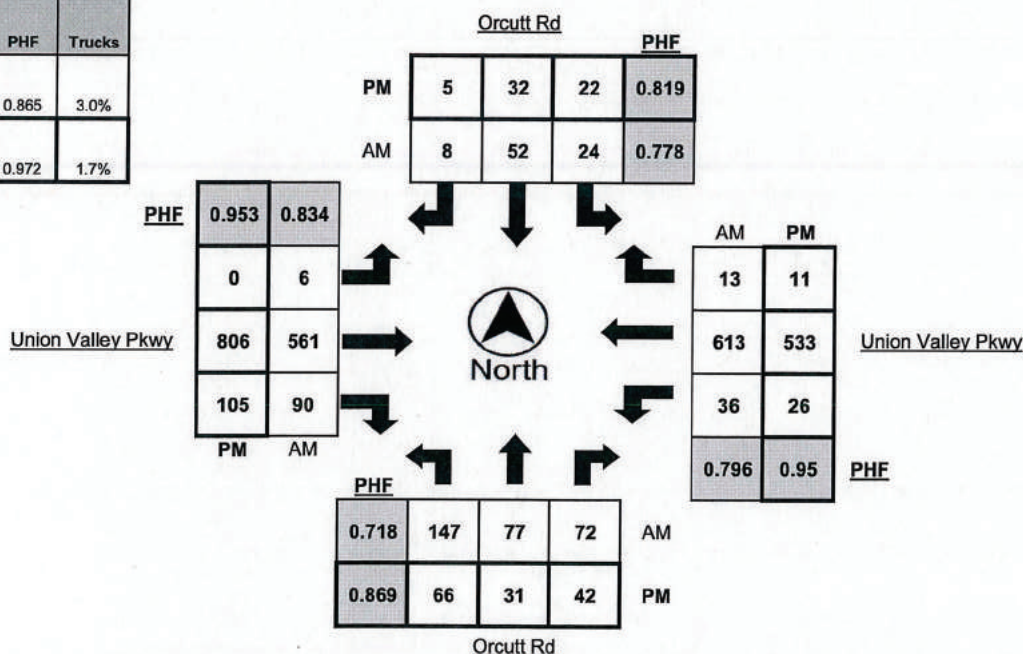 PHF Trucks
0.865 3.0%
0.972 1.7%
Orcutt Rd
PHF
PM 5 32 22 0.819
AM 8 52 24 0.778
PHF 0.953 0.834
0 6
Union Valley Pkwy 806 561
105 90
PM AM
North
AM PM
13 11
613 533 Union Valley Pkwy
36 26
0.796 0.95 PHF
PHF
0.718 147 77 72 AM
0.869 66 31 42 PM
Orcutt Rd